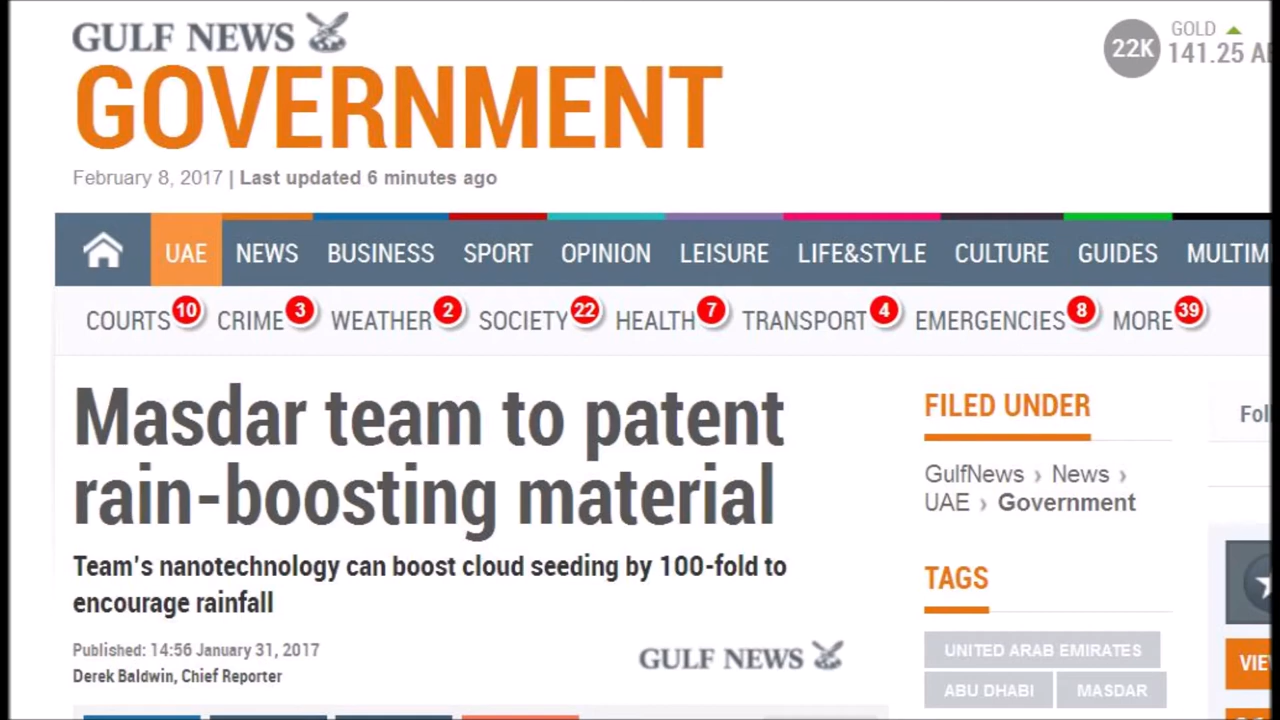 GULF NEWS
GOVERNMENT
February 8, 2017 | Last updated 6 minutes ago
22K
GOLD
141.25
UAE NEWS BUSINESS SPORT OPINION LEISURE LIFE&STYLE CULTURE GUIDES MULTIM
COURTS 10 CRIME 3 WEATHER 2 SOCIETY 22 HEALTH 7 TRANSPORT 4 EMERGENCIES 8 MORE 39
Masdar team to patent
rain-boosting material
Team's nanotechnology can boost cloud seeding by 100-fold to
encourage rainfall
Published: 14:56 January 31, 2017
Derek Baldwin, Chief Reporter
GULF NEWS
FILED UNDER
GulfNews › News ›
UAE › Government
TAGS
UNITED ARAB EMIRATES
ABU DHABI MASDAR
Fol
VIE